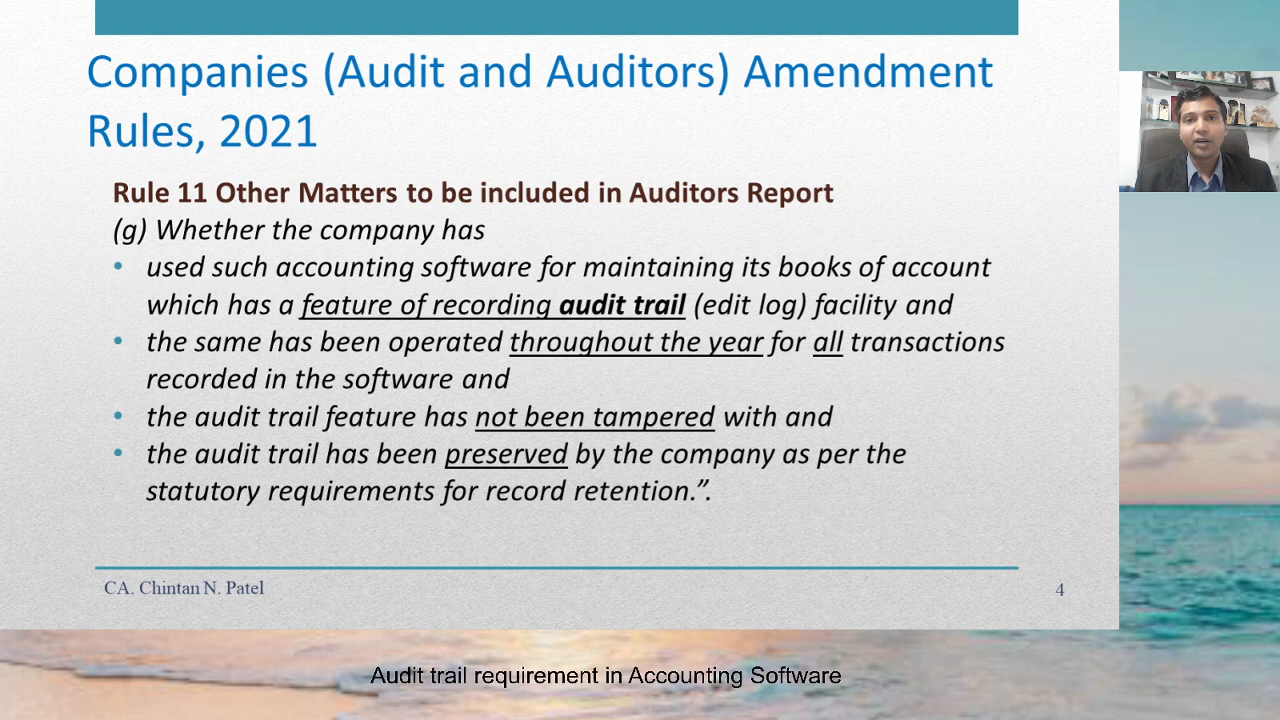 Companies (Audit and Auditors) Amendment
Rules, 2021
Rule 11 Other Matters to be included in Auditors Report
(g) Whether the company has
• used such accounting software for maintaining its books of account
which has a feature of recording audit trail (edit log) facility and
• the same has been operated throughout the year for all transactions
recorded in the software and
• the audit trail feature has not been tampered with and
• the audit trail has been preserved by the company as per the
statutory requirements for record retention.”.
CA. Chintan N. Patel
4
Audit trail requirement in Accounting Software